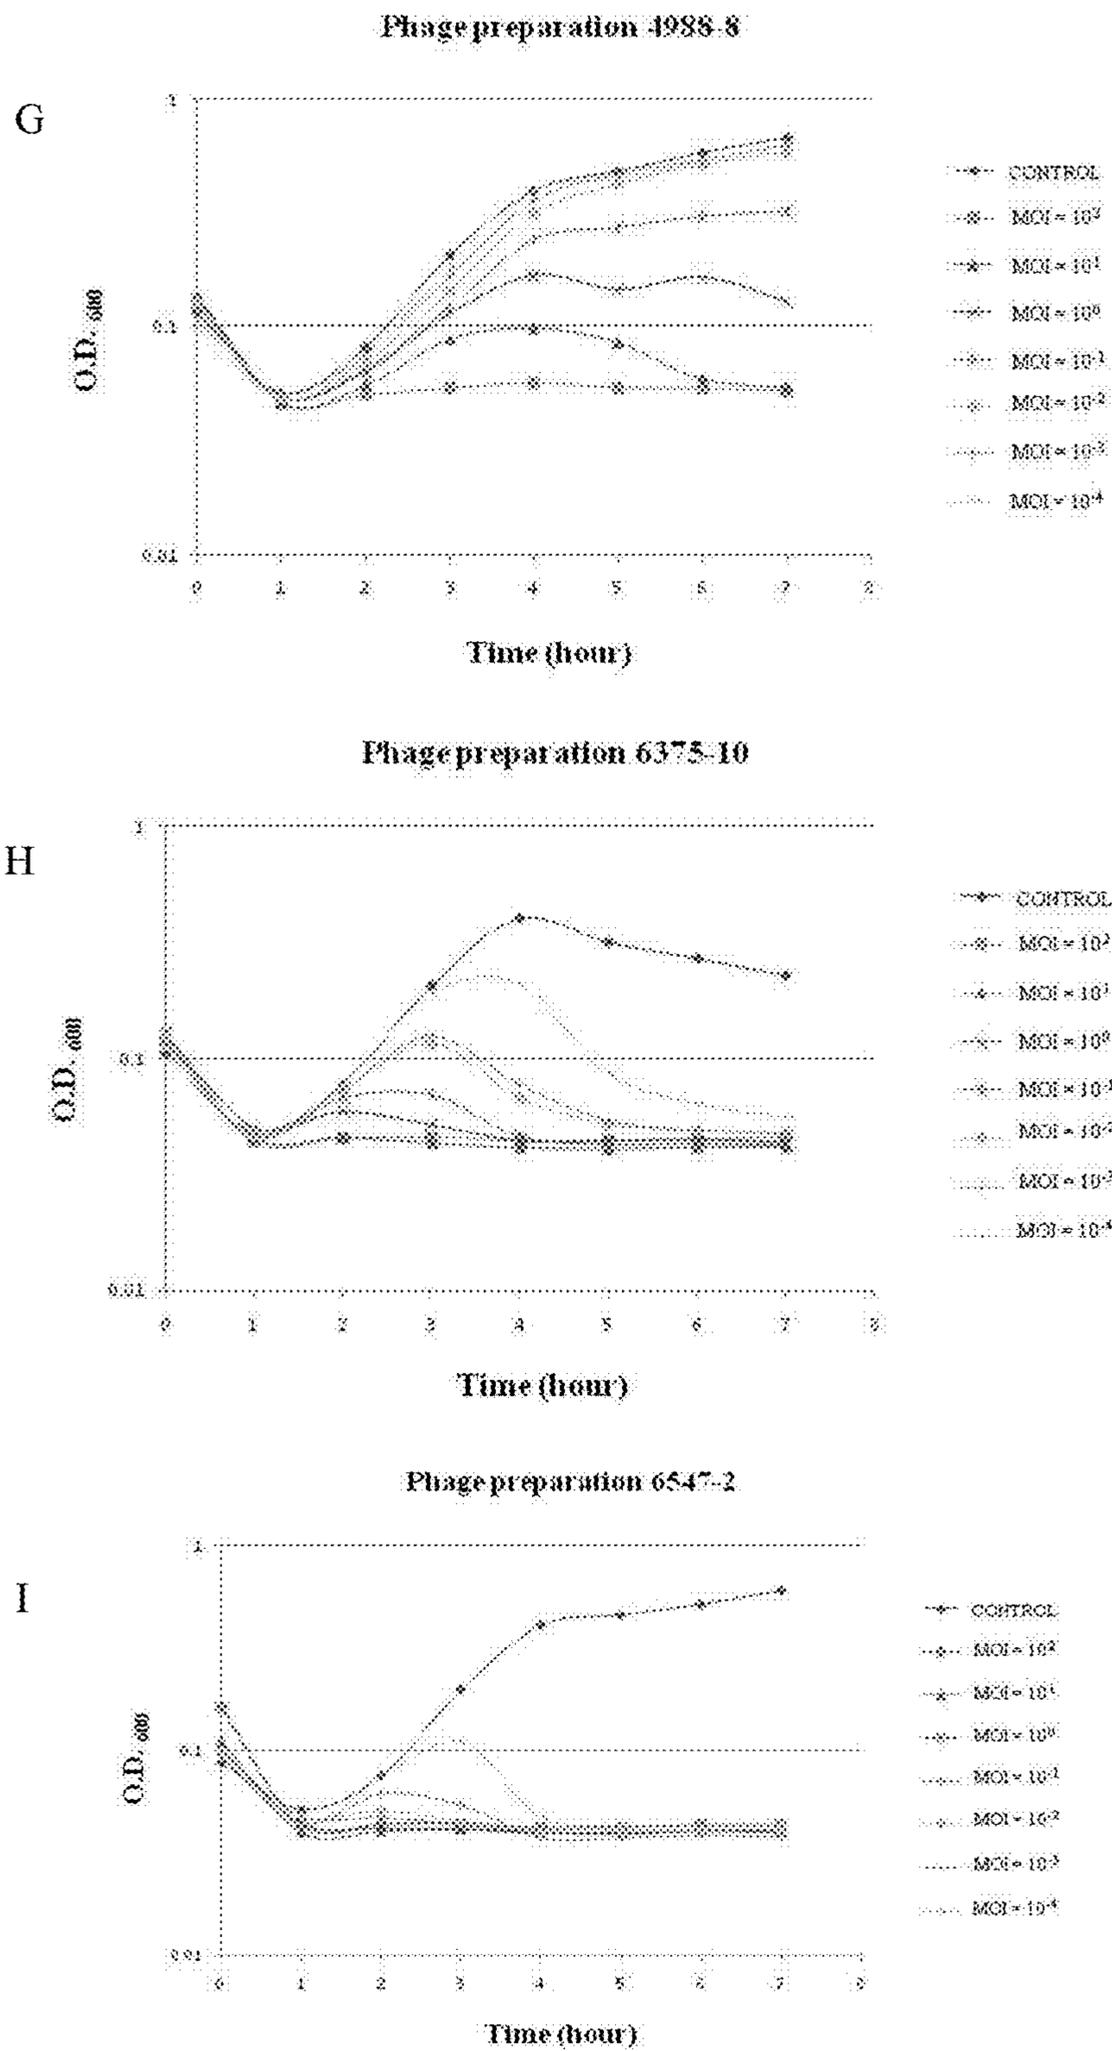 Phage preparation 4988-8
G
1
0.1
0.01
O.D. 600
0 1 2 3 4 5 6 7 8
Time (hour)
CONTROL
MOI = 10²
MOI = 10¹
MOI = 10⁰
MOI = 10⁻¹
MOI = 10⁻²
MOI = 10⁻³
MOI = 10⁻⁴
Phage preparation 6375-10
H
1
0.1
0.01
O.D. 600
0 1 2 3 4 5 6 7 8
Time (hour)
CONTROL
MOI = 10²
MOI = 10¹
MOI = 10⁰
MOI = 10⁻¹
MOI = 10⁻²
MOI = 10⁻³
MOI = 10⁻⁴
Phage preparation 6547-2
I
1
0.1
0.01
O.D. 600
0 1 2 3 4 5 6 7 8
Time (hour)
CONTROL
MOI = 10²
MOI = 10¹
MOI = 10⁰
MOI = 10⁻¹
MOI = 10⁻²
MOI = 10⁻³
MOI = 10⁻⁴